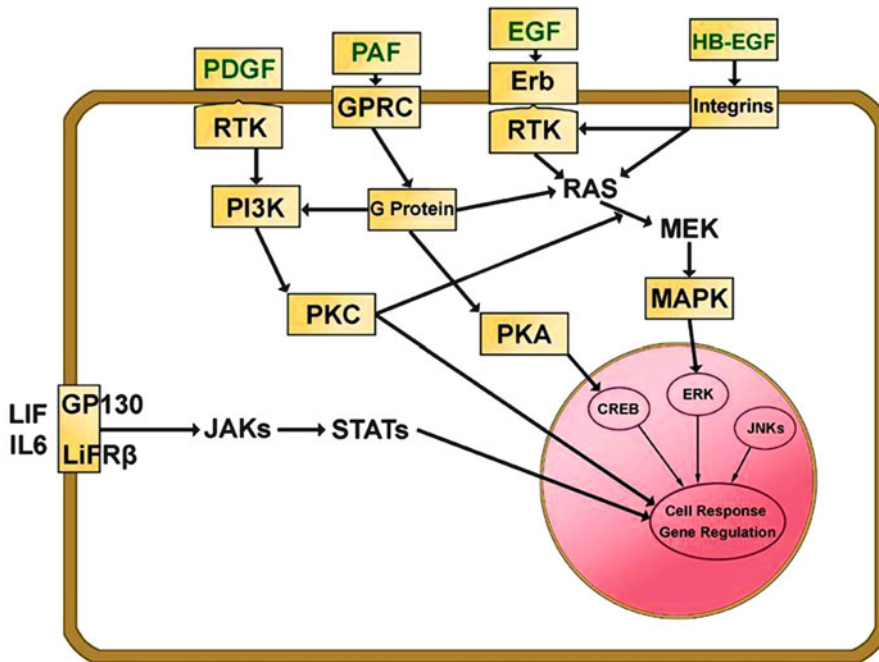 PDGF
PAF
EGF
HB-EGF
RTK
GPRC
Erb
RTK
Integrins
PI3K
G Protein
RAS
MEK
PKC
PKA
MAPK
LIF
IL6
GP130
LiFRβ
JAKs
STATs
CREB
ERK
JNKs
Cell Response
Gene Regulation